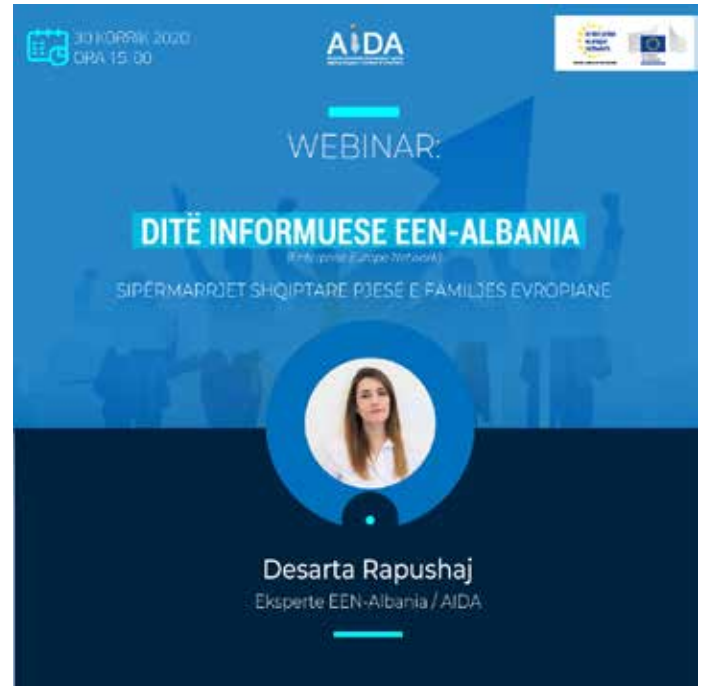 30 KORRIK 2020
ORA 15: 00
AiDA
WEBINAR:
DITË INFORMUESE EEN-ALBANIA
(Enterprise Europe Network)
SIPËRMARRJET SHQIPTARE PJESË E FAMILJES EVROPIANE
Desarta Rapushaj
Eksperte EEN-Albania / AIDA